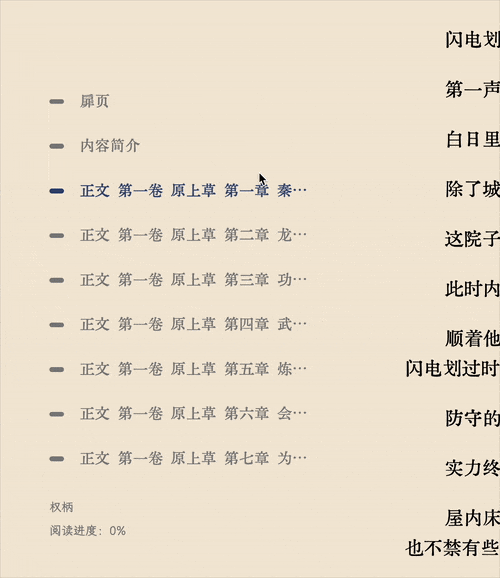 扉页
内容简介
正文 第一卷 原上草 第一章 秦…
正文 第一卷 原上草 第二章 龙…
正文 第一卷 原上草 第三章 功…
正文 第一卷 原上草 第四章 武…
正文 第一卷 原上草 第五章 炼…
正文 第一卷 原上草 第六章 会…
正文 第一卷 原上草 第七章 为…
权柄
阅读进度：0%
闪电划
第一声
白日里
除了城
这院子
此时内
顺着他
闪电划过时
防守的
实力终
屋内床
也不禁有些